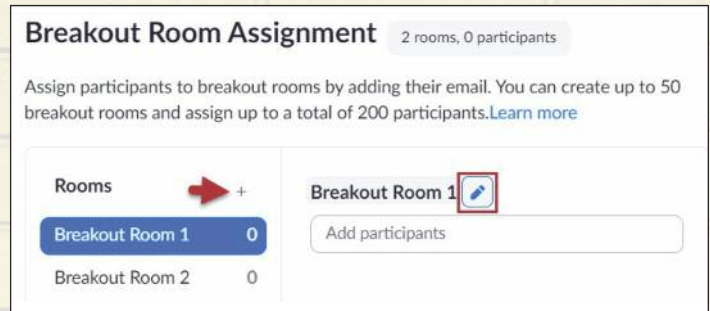 Breakout Room Assignment 2 rooms, 0 participants
Assign participants to breakout rooms by adding their email. You can create up to 50
breakout rooms and assign up to a total of 200 participants.Learn more
Rooms +
Breakout Room 1 0
Breakout Room 2 0
Breakout Room 1
Add participants